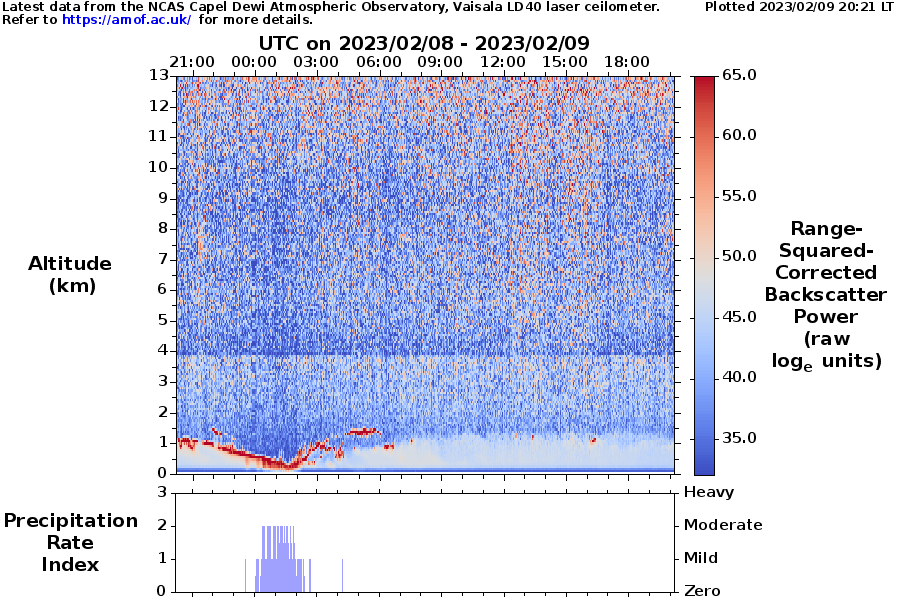 Latest data from the NCAS Capel Dewi Atmospheric Observatory, Vaisala LD40 laser ceilometer.
Plotted 2023/02/09 20:21 LT
Refer to https://amof.ac.uk/ for more details.
UTC on 2023/02/08 - 2023/02/09
21:00 00:00 03:00 06:00 09:00 12:00 15:00 18:00
13
12
11
10
9
8
7
6
5
4
3
2
1
0
Altitude
(km)
65.0
60.0
55.0
50.0
45.0
40.0
35.0
Range-
Squared-
Corrected
Backscatter
Power
(raw
loge units)
3
2
1
0
Precipitation
Rate
Index
Heavy
Moderate
Mild
Zero